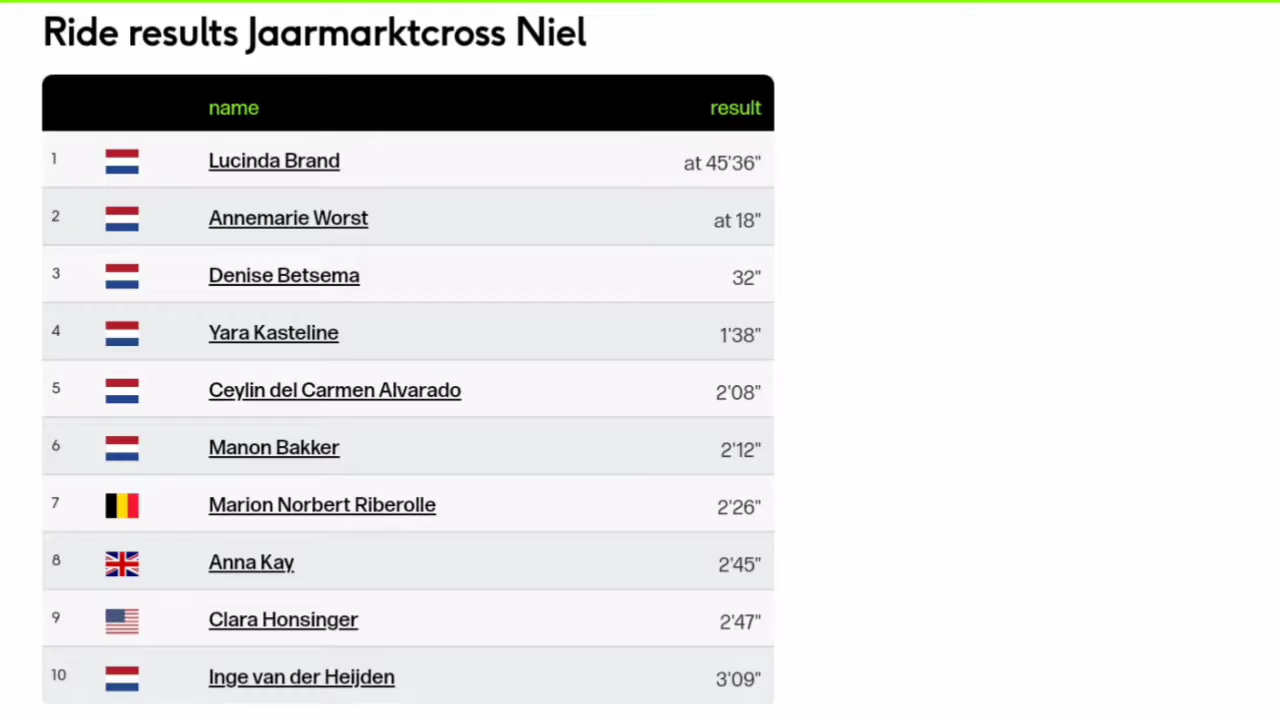 Ride results Jaarmarktcross Niel
name result
1 Lucinda Brand at 45'36"
2 Annemarie Worst at 18"
3 Denise Betsema 32"
4 Yara Kasteline 1'38"
5 Ceylin del Carmen Alvarado 2'08"
6 Manon Bakker 2'12"
7 Marion Norbert Riberolle 2'26"
8 Anna Kay 2'45"
9 Clara Honsinger 2'47"
10 Inge van der Heijden 3'09"